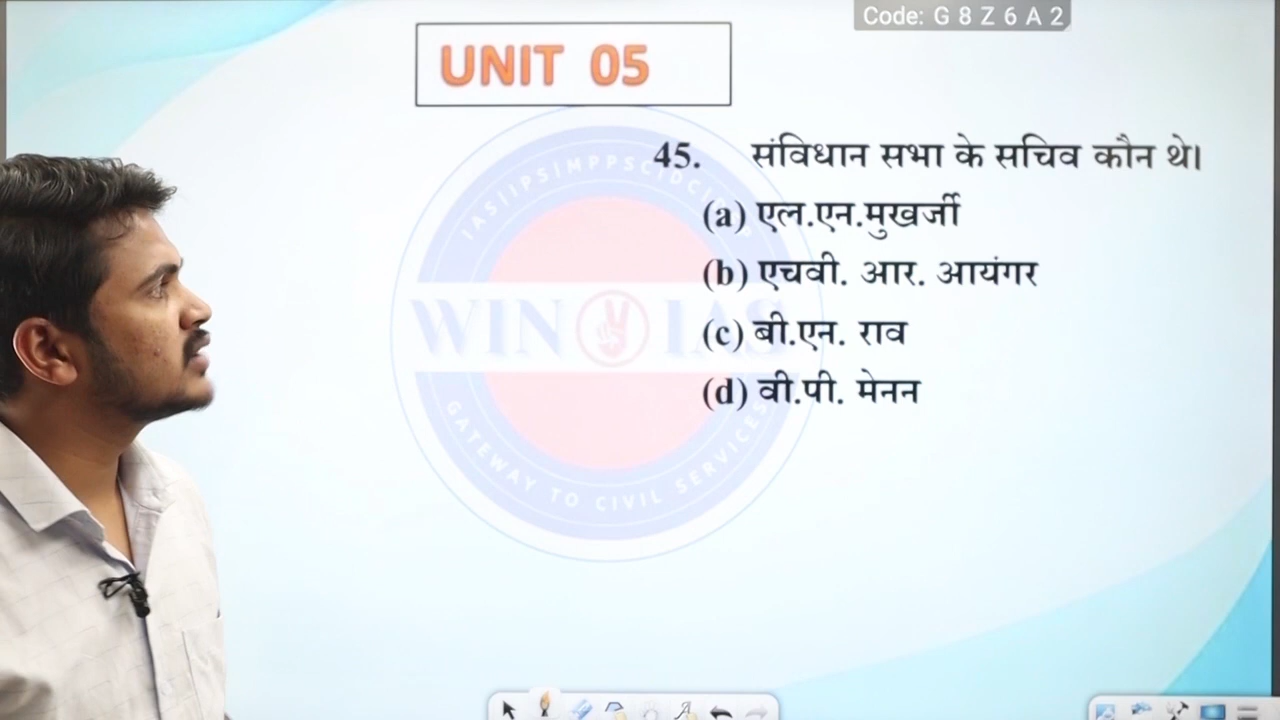 Code: G 8 Z 6 A 2
UNIT 05
45. संविधान सभा के सचिव कौन थे।
(a) एल.एन.मुखर्जी
(b) एचवी. आर. आयंगर
(c) बी.एन. राव
(d) वी.पी. मेनन
WIN IAS
GATEWAY TO CIVIL SERVICES